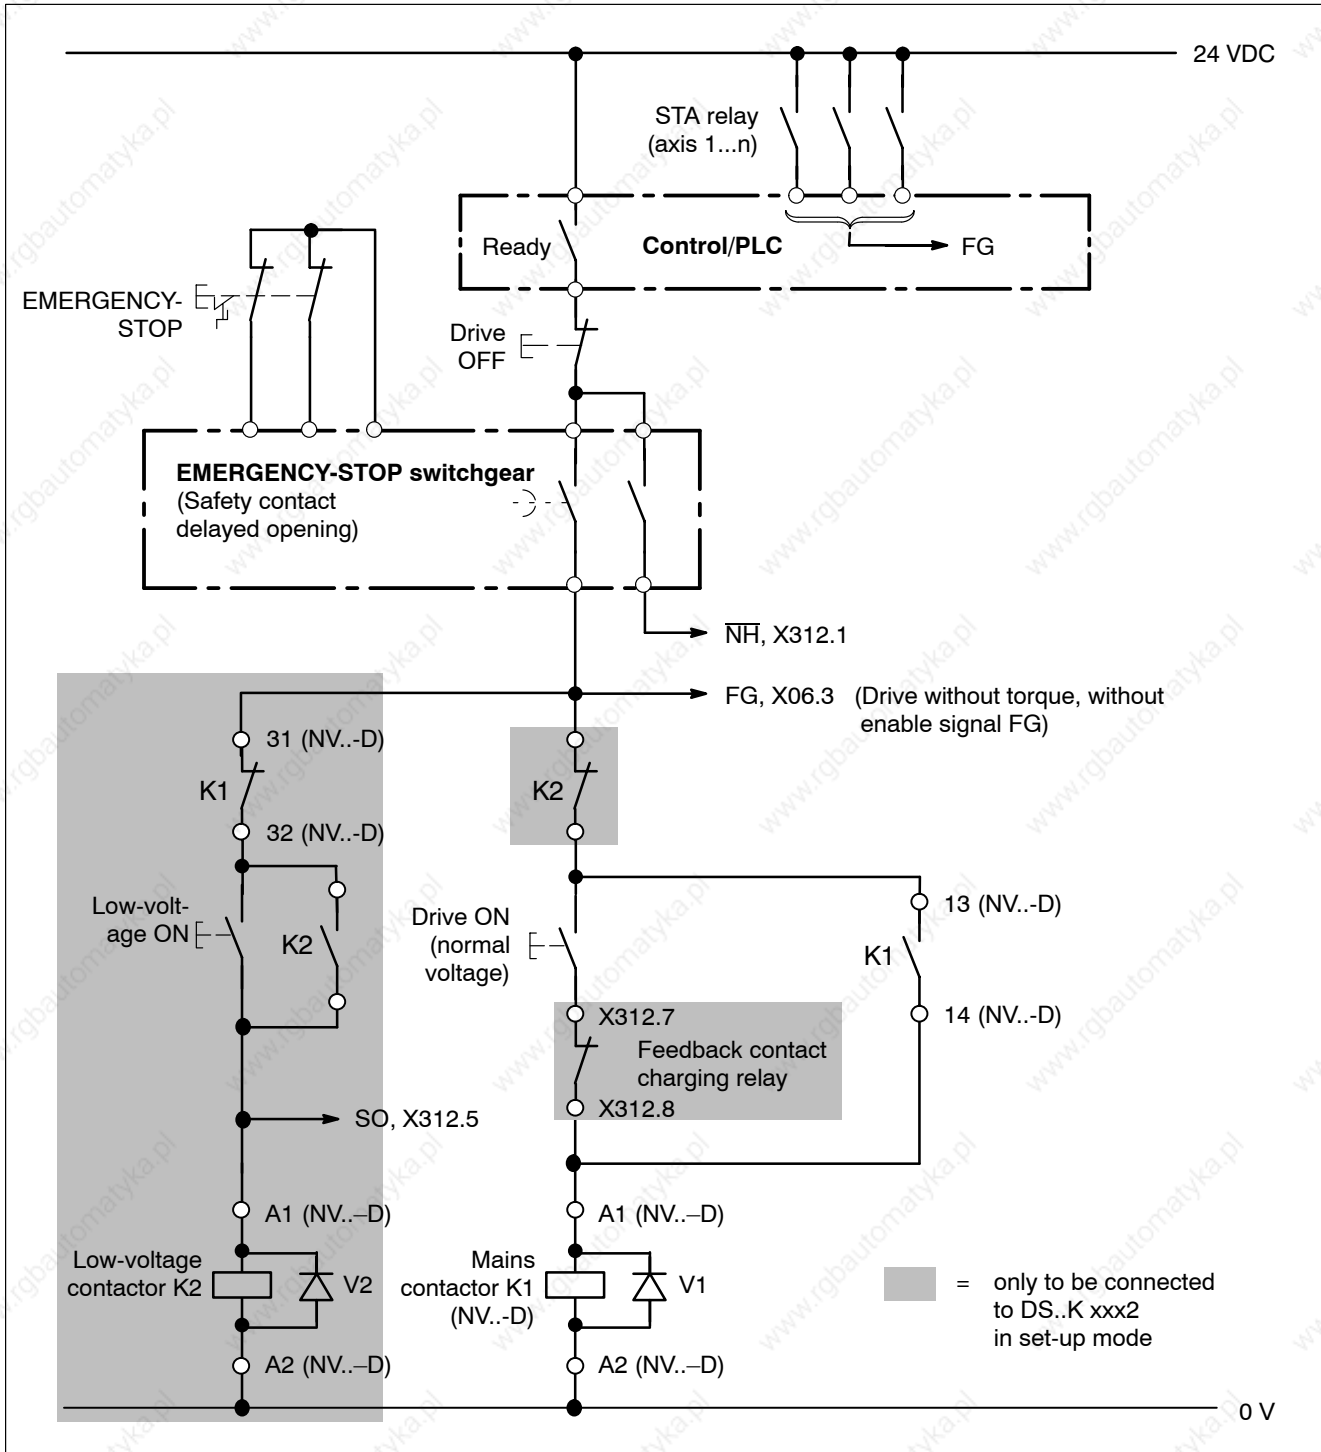 24 VDC
STA relay
(axis 1...n)
Ready
Control/PLC
FG
EMERGENCY-
STOP
Drive
OFF
EMERGENCY-STOP switchgear
(Safety contact
delayed opening)
NH, X312.1
FG, X06.3 (Drive without torque, without
enable signal FG)
31 (NV..-D)
K1
K2
32 (NV..-D)
Low-volt-
age ON
K2
Drive ON
(normal
voltage)
13 (NV..-D)
K1
14 (NV..-D)
X312.7
Feedback contact
charging relay
X312.8
SO, X312.5
A1 (NV..–D)
A1 (NV..–D)
Low-voltage
contactor K2
V2
Mains
contactor K1
(NV..-D)
V1
= only to be connected
to DS..K xxx2
in set-up mode
A2 (NV..–D)
A2 (NV..–D)
0 V
www.rgbautomatyka.pl